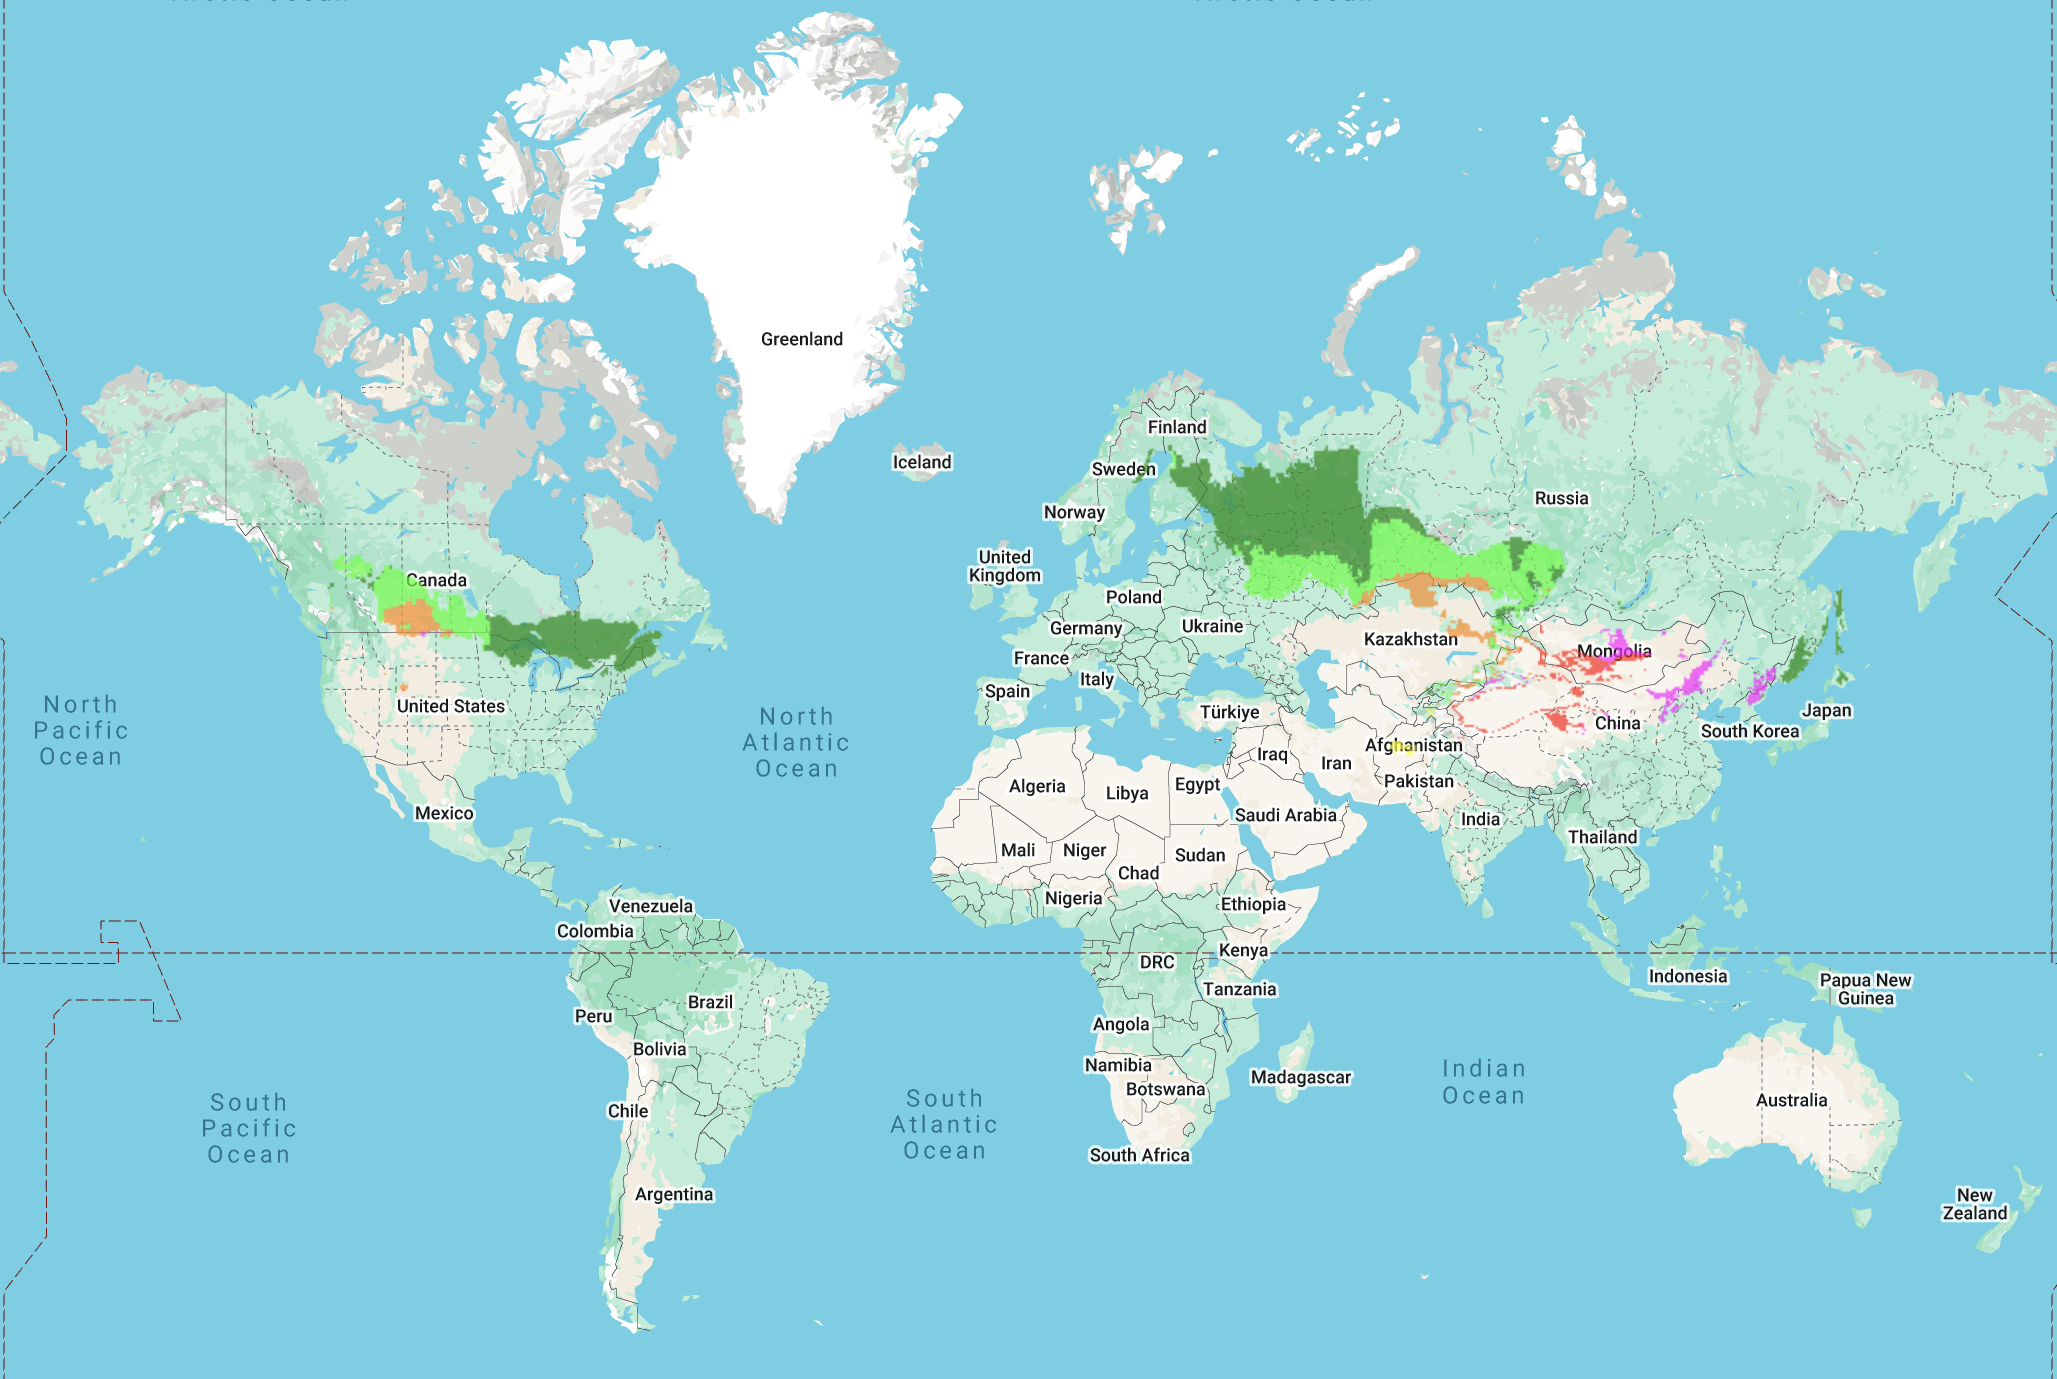 Greenland
Finland
Iceland
Sweden
Russia
Norway
United
Kingdom
Canada
Poland
Germany
Ukraine
Kazakhstan
Mongolia
France
Italy
Spain
United States
North
Pacific
Ocean
North
Atlantic
Ocean
Türkiye
China
Japan
South Korea
Afghanistan
Iraq
Iran
Pakistan
Algeria
Libya
Egypt
Saudi Arabia
India
Mexico
Thailand
Mali
Niger
Sudan
Chad
Nigeria
Ethiopia
Venezuela
Colombia
Kenya
DRC
Indonesia
Tanzania
Papua New
Guinea
Brazil
Peru
Angola
Bolivia
Namibia
Botswana
Madagascar
Indian
Ocean
Australia
Chile
South
Pacific
Ocean
South
Atlantic
Ocean
South Africa
Argentina
New
Zealand